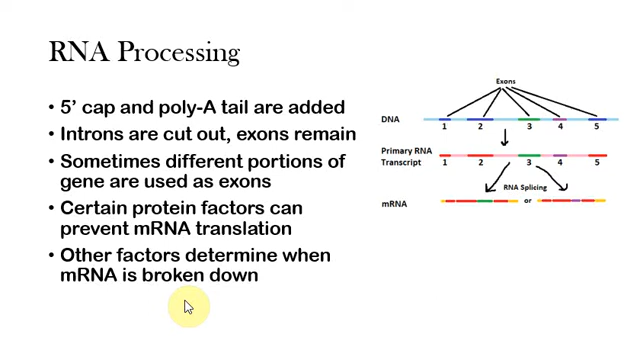 RNA Processing
• 5' cap and poly-A tail are added
• Introns are cut out, exons remain
• Sometimes different portions of
gene are used as exons
• Certain protein factors can
prevent mRNA translation
• Other factors determine when
mRNA is broken down
Exons
DNA
1 2 3 4 5
Primary RNA
Transcript
1 2 3 4 5
RNA Splicing
mRNA
or